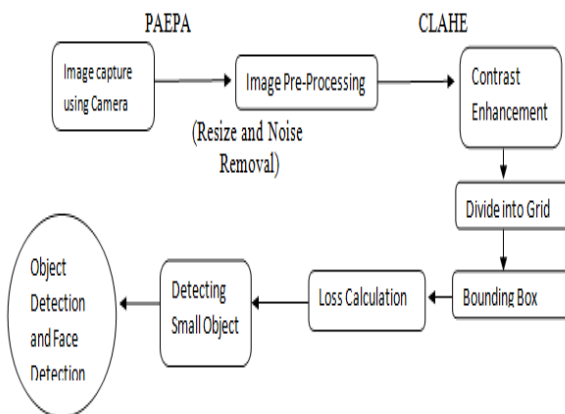 PAEPA
CLAHE
Image capture
using Camera
Image Pre-Processing
(Resize and Noise
Removal)
Contrast
Enhancement
Divide into Grid
Bounding Box
Loss Calculation
Detecting
Small Object
Object
Detection
and Face
Detection